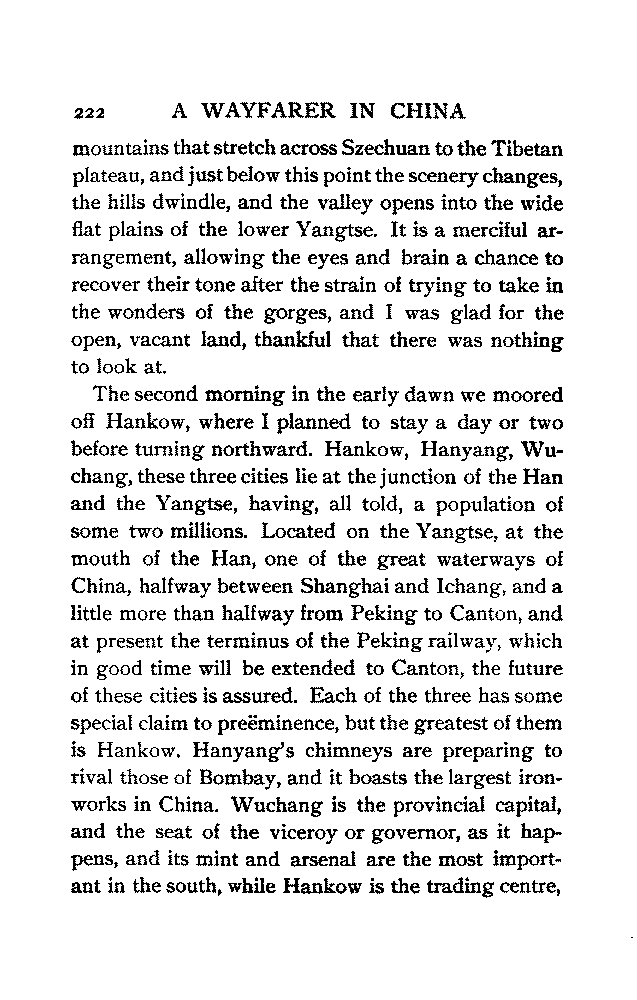 222 A WAYFARER IN CHINA
mountains that stretch across Szechuan to the Tibetan
plateau, and just below this point the scenery changes,
the hills dwindle, and the valley opens into the wide
flat plains of the lower Yangtse. It is a merciful ar-
rangement, allowing the eyes and brain a chance to
recover their tone after the strain of trying to take in
the wonders of the gorges, and I was glad for the
open, vacant land, thankful that there was nothing
to look at.
The second morning in the early dawn we moored
off Hankow, where I planned to stay a day or two
before turning northward. Hankow, Hanyang, Wu-
chang, these three cities lie at the junction of the Han
and the Yangtse, having, all told, a population of
some two millions. Located on the Yangtse, at the
mouth of the Han, one of the great waterways of
China, halfway between Shanghai and Ichang, and a
little more than halfway from Peking to Canton, and
at present the terminus of the Peking railway, which
in good time will be extended to Canton, the future
of these cities is assured. Each of the three has some
special claim to preëminence, but the greatest of them
is Hankow. Hanyang's chimneys are preparing to
rival those of Bombay, and it boasts the largest iron-
works in China. Wuchang is the provincial capital,
and the seat of the viceroy or governor, as it hap-
pens, and its mint and arsenal are the most import-
ant in the south, while Hankow is the trading centre,